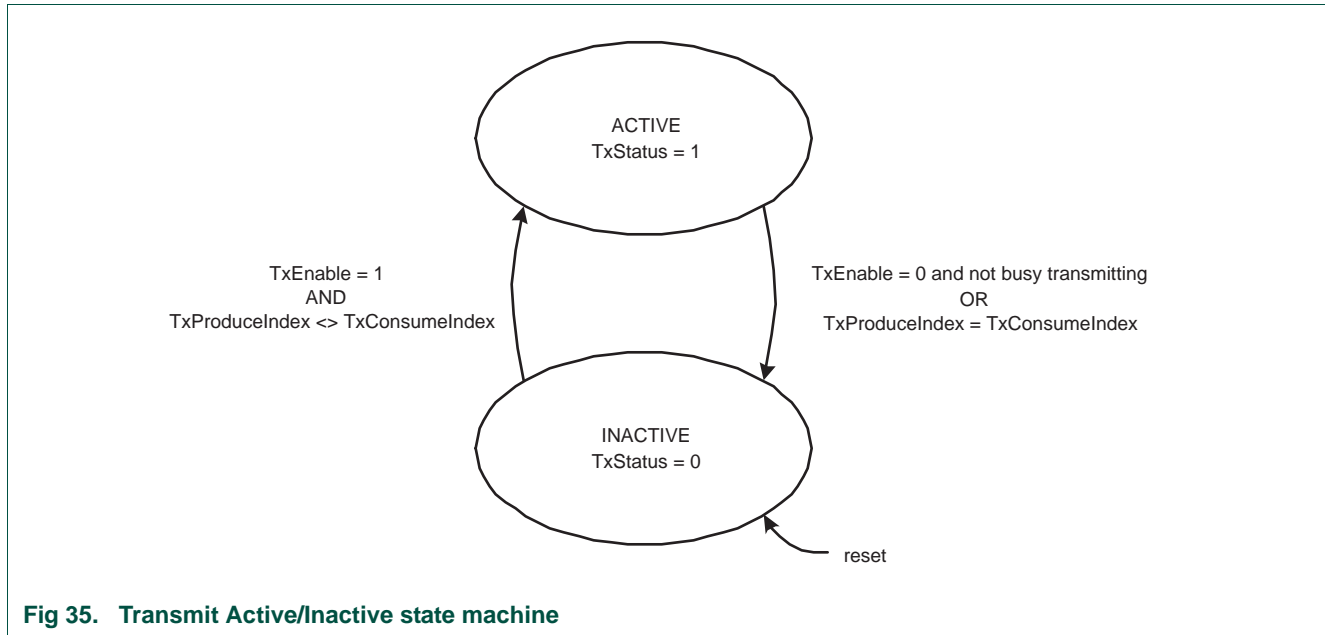 ACTIVE
TxStatus = 1
TxEnable = 1
AND
TxProduceIndex <> TxConsumeIndex
TxEnable = 0 and not busy transmitting
OR
TxProduceIndex = TxConsumeIndex
INACTIVE
TxStatus = 0
reset
Fig 35. Transmit Active/Inactive state machine